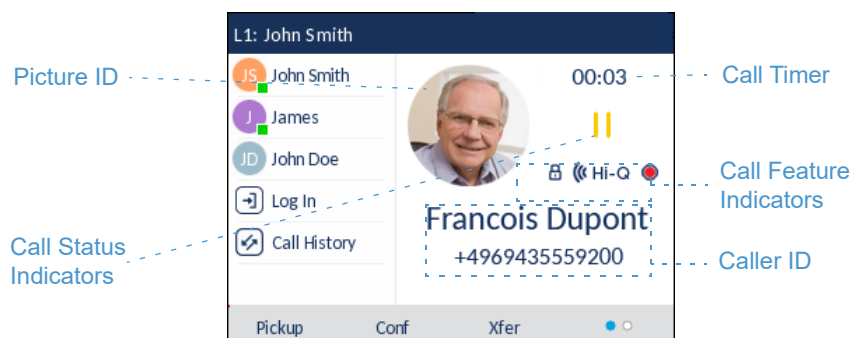 L1: John Smith
Picture ID
JS John Smith
00:03
Call Timer
J James
JD John Doe
Hi-Q
Call Feature
Indicators
Log In
Francois Dupont
Call Status
Indicators
Call History
+4969435559200
Caller ID
Pickup Conf Xfer